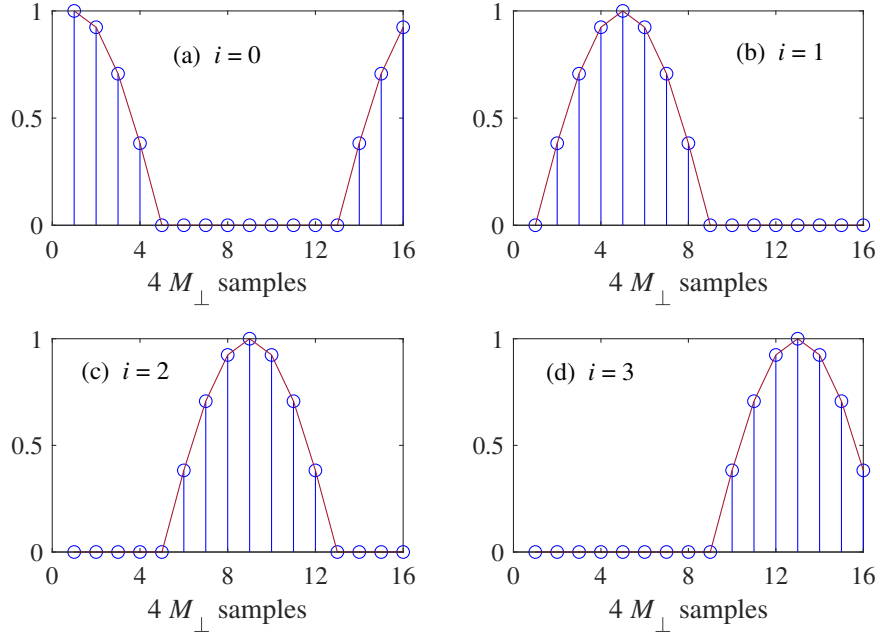 1
0.5
0
(a) i = 0
0 4 8 12 16
4 M⊥ samples
1
0.5
0
(b) i = 1
0 4 8 12 16
4 M⊥ samples
1
0.5
0
(c) i = 2
0 4 8 12 16
4 M⊥ samples
1
0.5
0
(d) i = 3
0 4 8 12 16
4 M⊥ samples